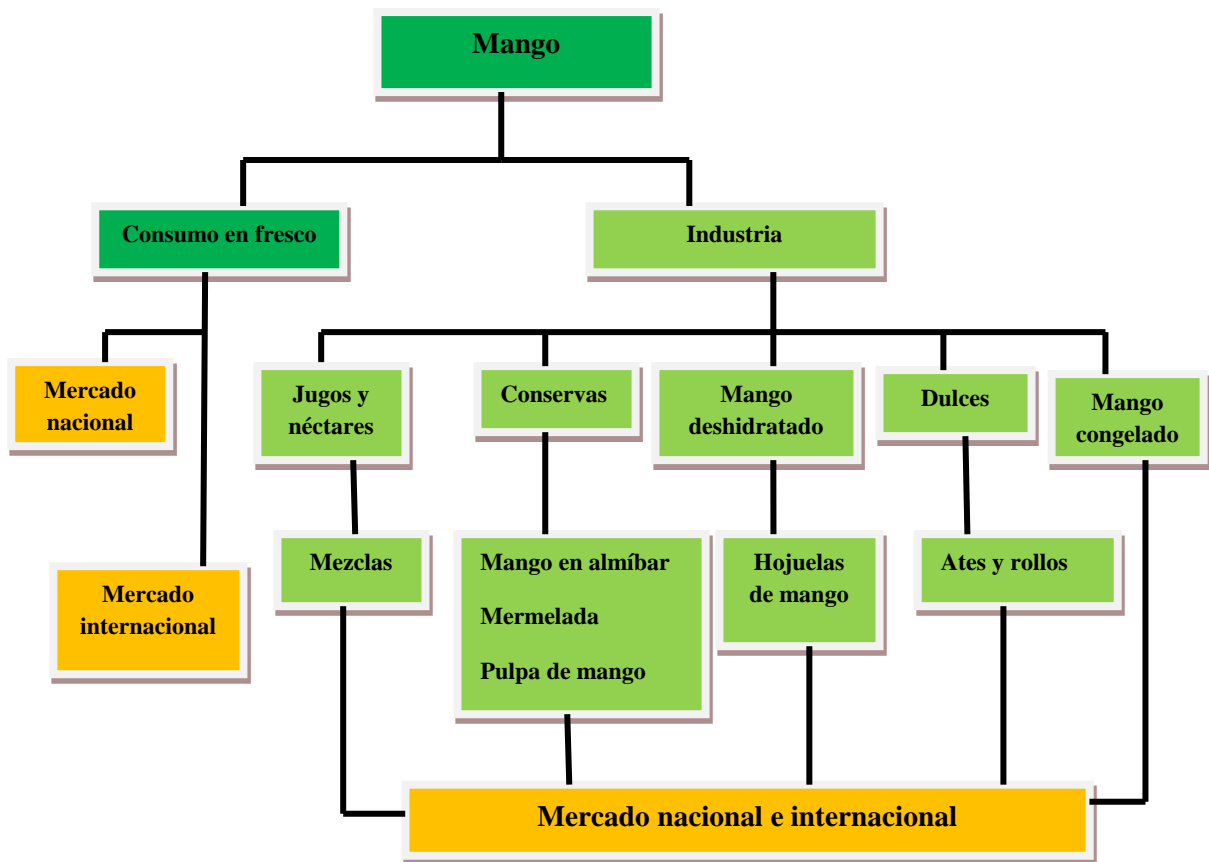 Mango
Consumo en fresco
Industria
Mercado
nacional
Jugos y
néctares
Conservas
Mango
deshidratado
Dulces
Mango
congelado
Mercado
internacional
Mezclas
Mango en almíbar
Mermelada
Pulpa de mango
Hojuelas
de mango
Ates y rollos
Mercado nacional e internacional